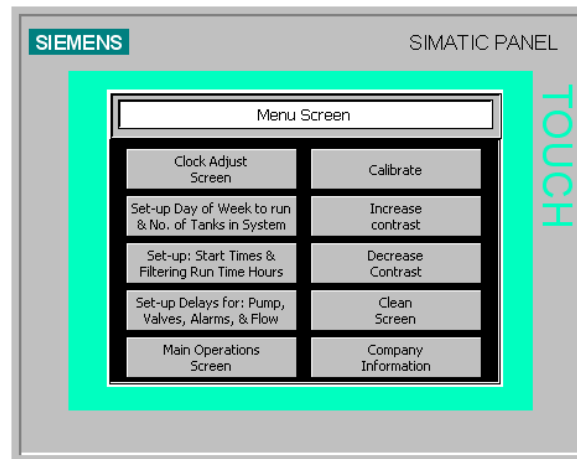 SIEMENS
SIMATIC PANEL
TOUCH
Menu Screen
Clock Adjust
Screen
Calibrate
Set-up Day of Week to run
& No. of Tanks in System
Increase
contrast
Set-up: Start Times &
Filtering Run Time Hours
Decrease
Contrast
Set-up Delays for: Pump,
Valves, Alarms, & Flow
Clean
Screen
Main Operations
Screen
Company
Information